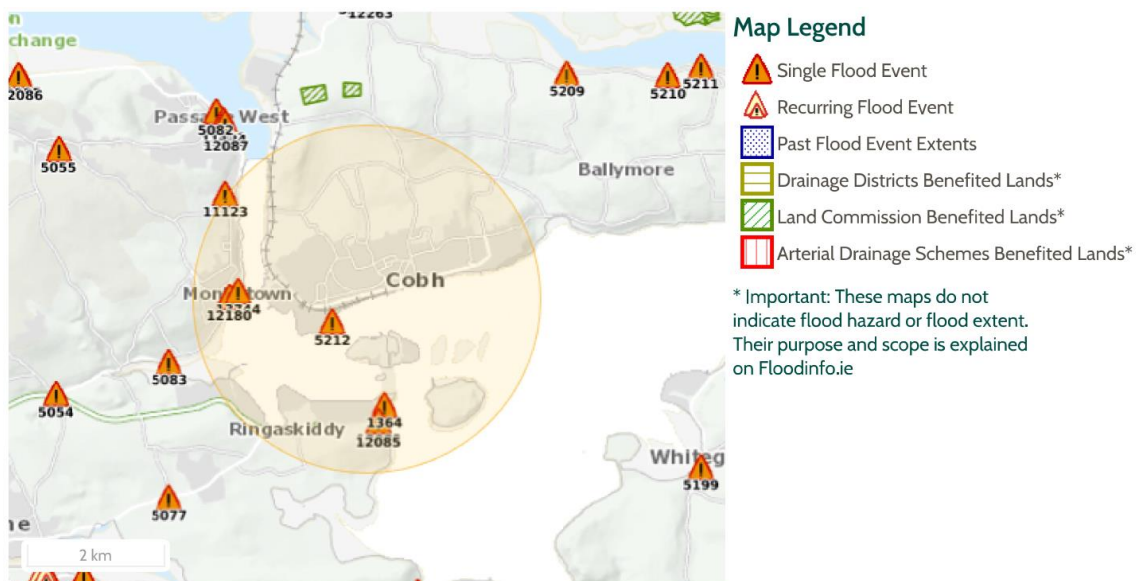 12263
change
2086
5209
5210
5211
Passage West
5082
12087
5055
Ballymore
11123
Cobh
Monkstown
12180
5212
5083
5054
1364
Ringaskiddy
12085
Whiteg
5199
5077
ne
2 km
Map Legend
Single Flood Event
Recurring Flood Event
Past Flood Event Extents
Drainage Districts Benefited Lands*
Land Commission Benefited Lands*
Arterial Drainage Schemes Benefited Lands*
* Important: These maps do not
indicate flood hazard or flood extent.
Their purpose and scope is explained
on Floodinfo.ie